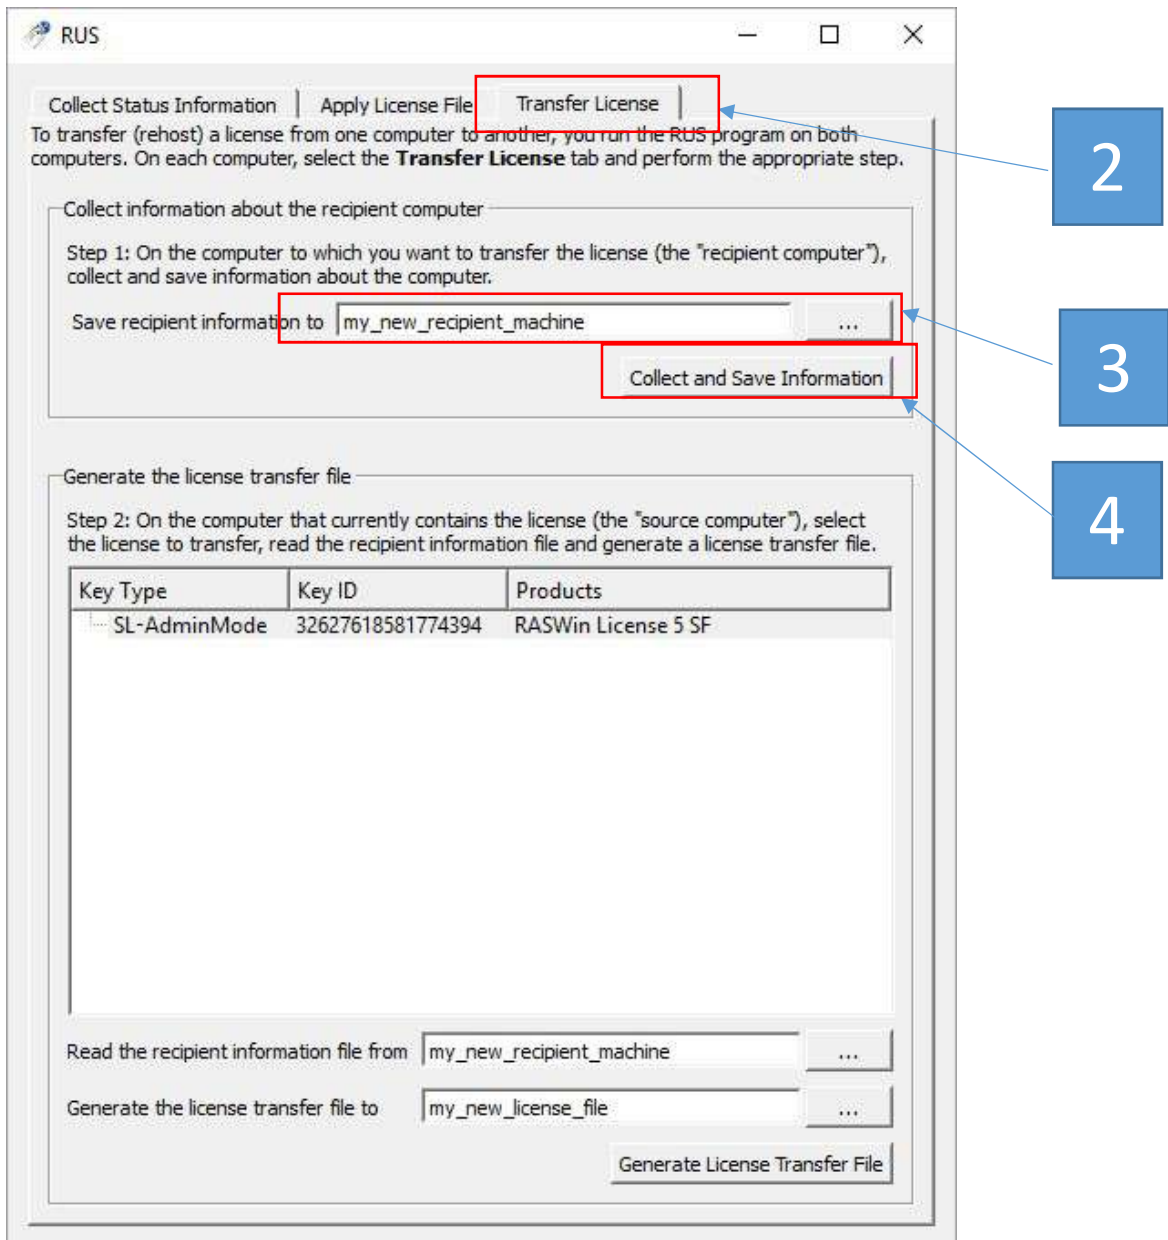 RUS
Collect Status Information
Apply License File
Transfer License
To transfer (rehost) a license from one computer to another, you run the RUS program on both
computers. On each computer, select the Transfer License tab and perform the appropriate step.
2
Collect information about the recipient computer
Step 1: On the computer to which you want to transfer the license (the "recipient computer"),
collect and save information about the computer.
Save recipient information to my_new_recipient_machine ...
3
Collect and Save Information
4
Generate the license transfer file
Step 2: On the computer that currently contains the license (the "source computer"), select
the license to transfer, read the recipient information file and generate a license transfer file.
Key Type Key ID Products
SL-AdminMode 32627618581774394 RASWin License 5 SF
Read the recipient information file from my_new_recipient_machine ...
Generate the license transfer file to my_new_license_file ...
Generate License Transfer File